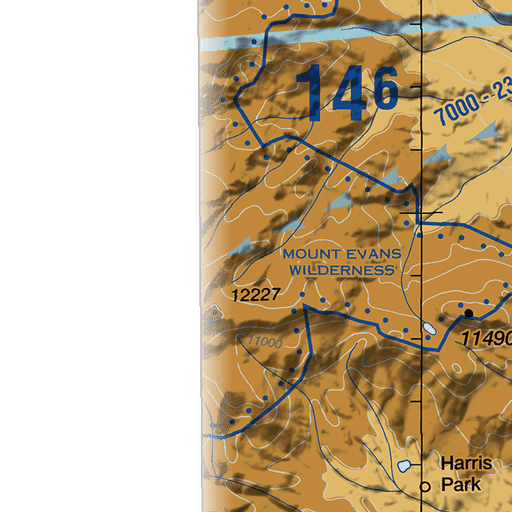 14⁶
7000 - 23
MOUNT EVANS
WILDERNESS
12227
11000
11490
Harris
Park